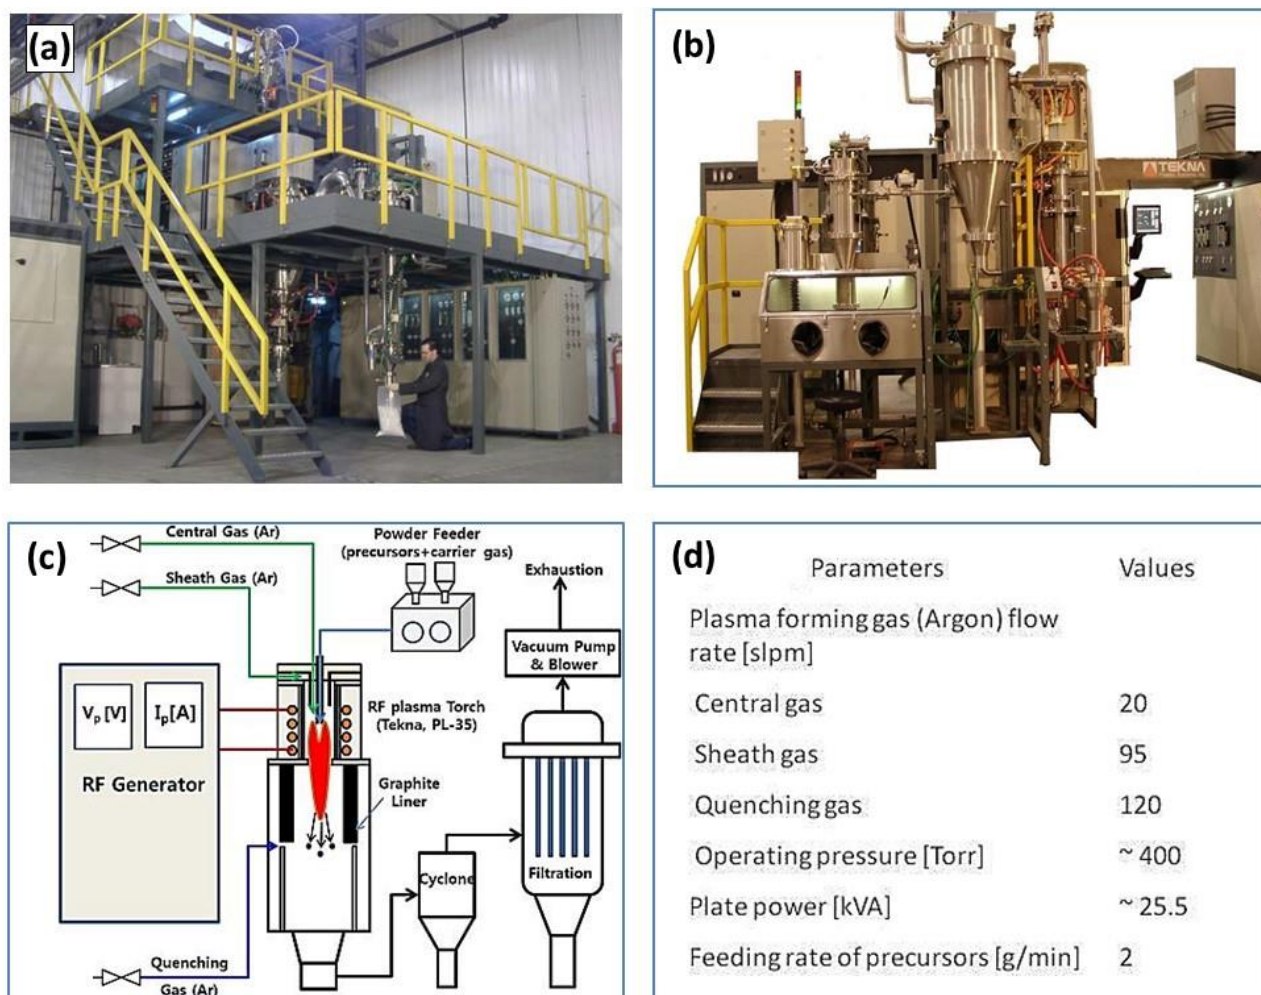 (a)
(b)
TEKNA
(c)
Central Gas (Ar)
Sheath Gas (Ar)
Powder Feeder
(precursors+carrier gas)
Exhaustion
Vacuum Pump
& Blower
Vp [V]
Ip[A]
RF plasma Torch
(Tekna, PL-35)
RF Generator
Graphite
Liner
Cyclone
Filtration
Quenching
Gas (Ar)
(d)
Parameters Values
Plasma forming gas (Argon) flow
rate [slpm]
Central gas 20
Sheath gas 95
Quenching gas 120
Operating pressure [Torr] ~ 400
Plate power [kVA] ~ 25.5
Feeding rate of precursors [g/min] 2